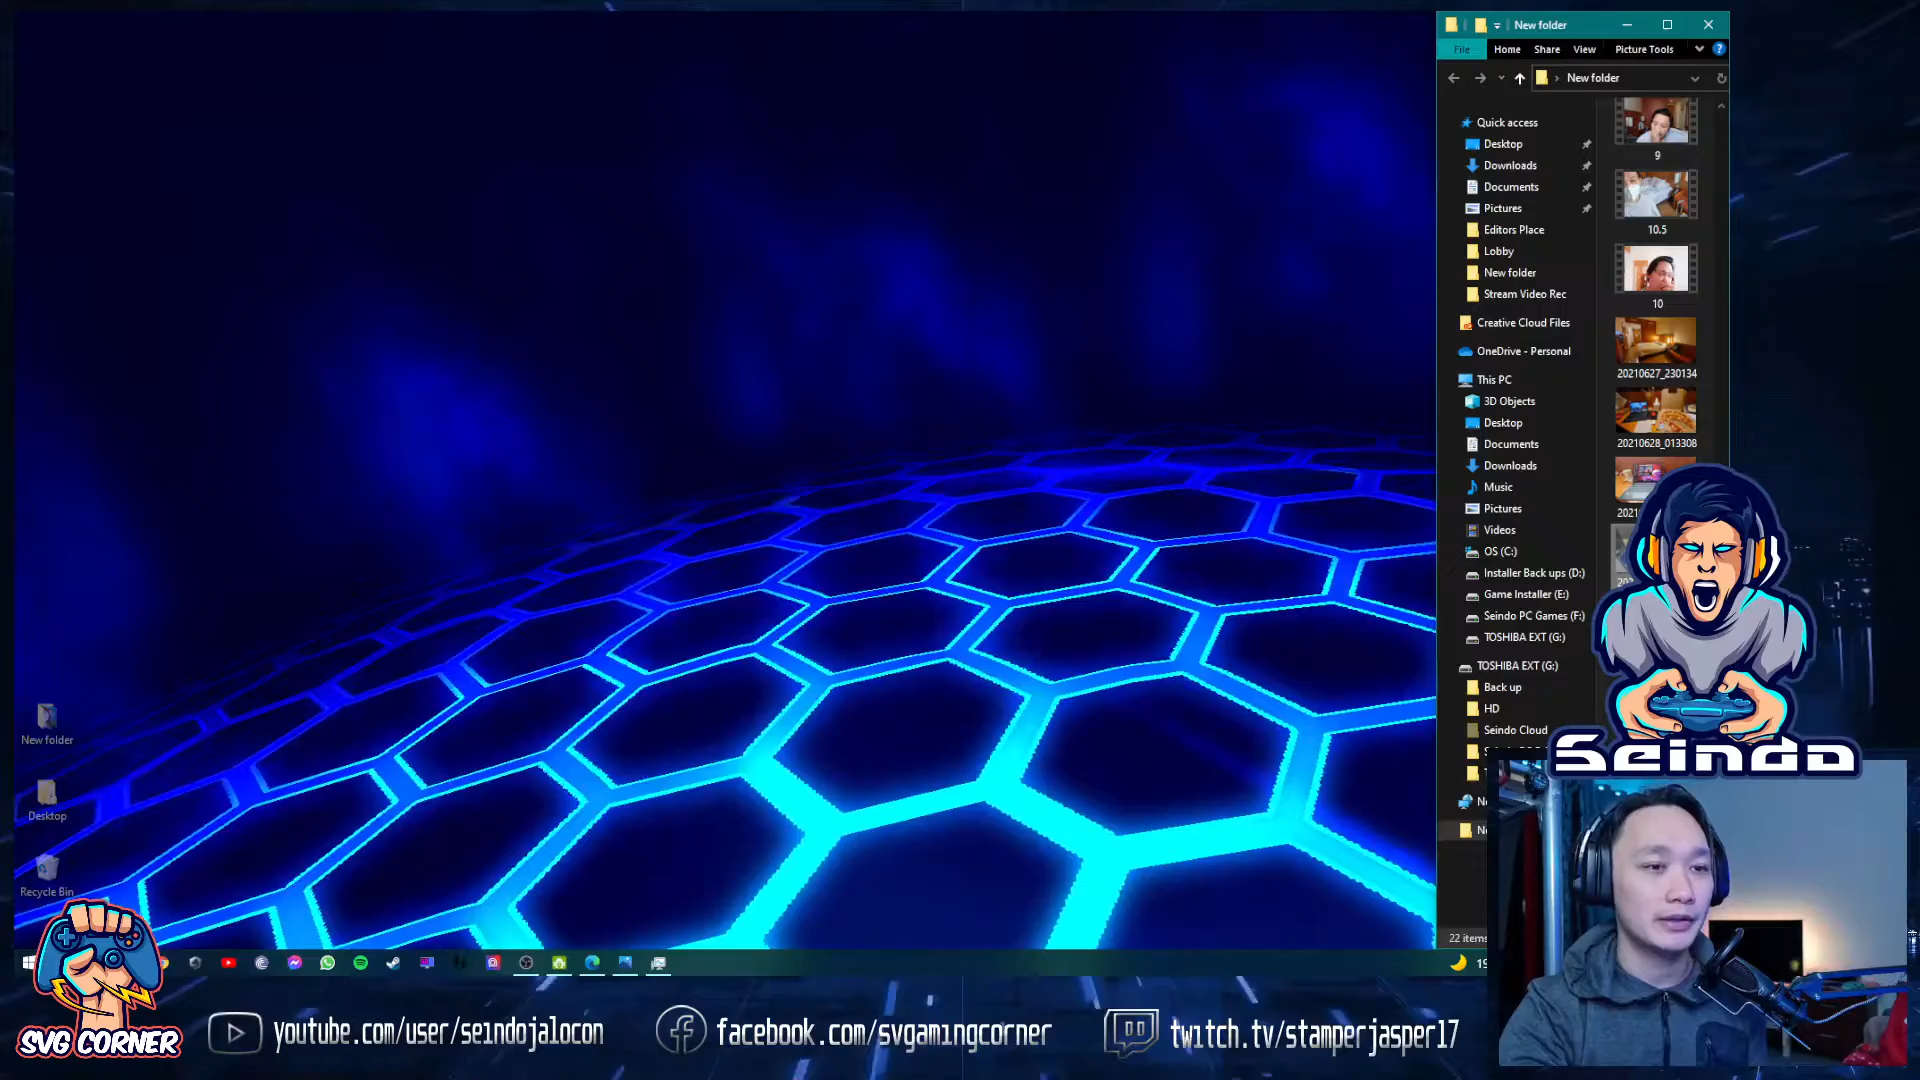 New folder
File Home Share View Picture Tools
New folder
Quick access
Desktop
Downloads
Documents
Pictures
Editors Place
Lobby
New folder
Stream Video Rec
Creative Cloud Files
OneDrive - Personal
This PC
3D Objects
Desktop
Documents
Downloads
Music
Pictures
Videos
OS (C:)
Installer Back ups (D:)
Game Installer (E:)
Seindo PC Games (F:)
TOSHIBA EXT (G:)
TOSHIBA EXT (G:)
Back up
HD
Seindo Cloud
9
10.5
10
20210627_230134
20210628_013308
22 items
New folder
Desktop
Recycle Bin
Seindo
SVG CORNER
youtube.com/user/seindojalocon
facebook.com/svgamingcorner
twitch.tv/stamperjasper17